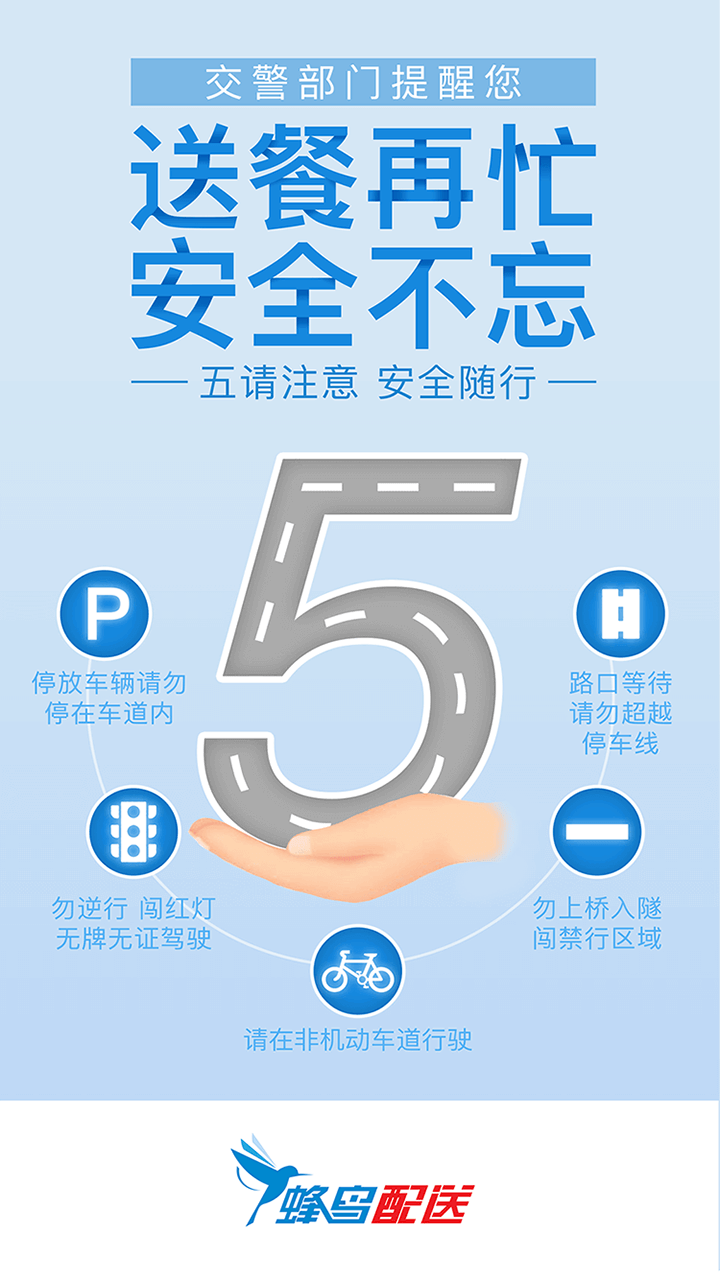 交警部门提醒您
送餐再忙
安全不忘
五请注意 安全随行
5
P
停放车辆请勿
停在车道内
路口等待
请勿超越
停车线
勿逆行 闯红灯
无牌无证驾驶
勿上桥入隧
闯禁行区域
请在非机动车道行驶
蜂鸟配送